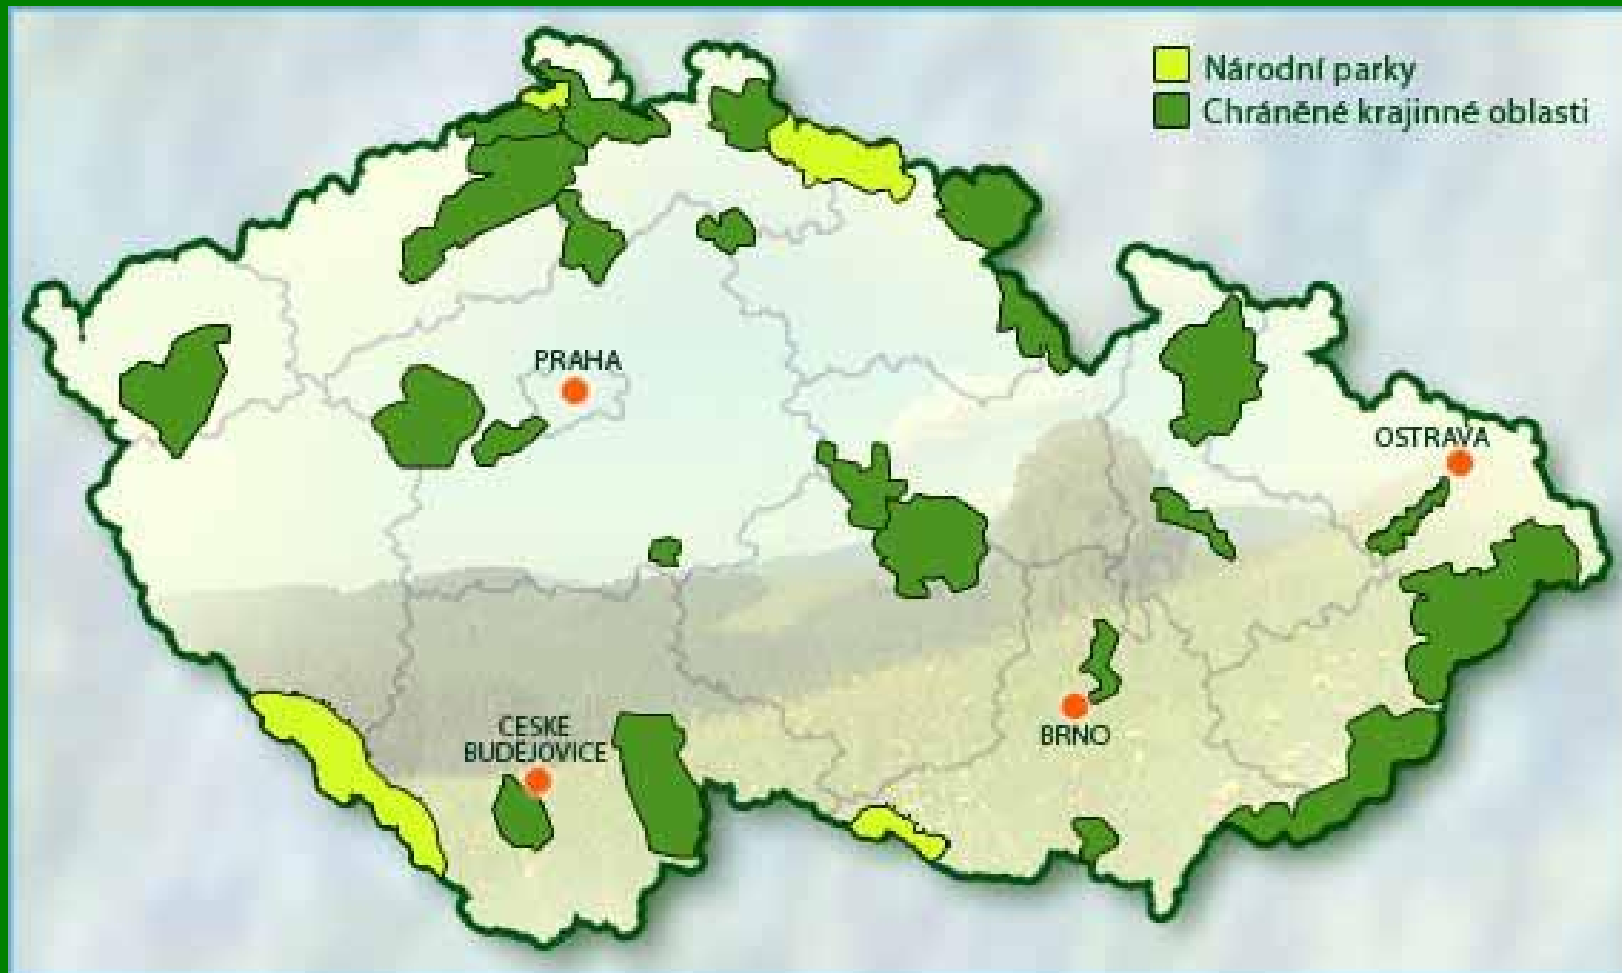 Národní parky
Chráněné krajinné oblasti
PRAHA
OSTRAVA
CESKE
BUDEJOVICE
BRNO